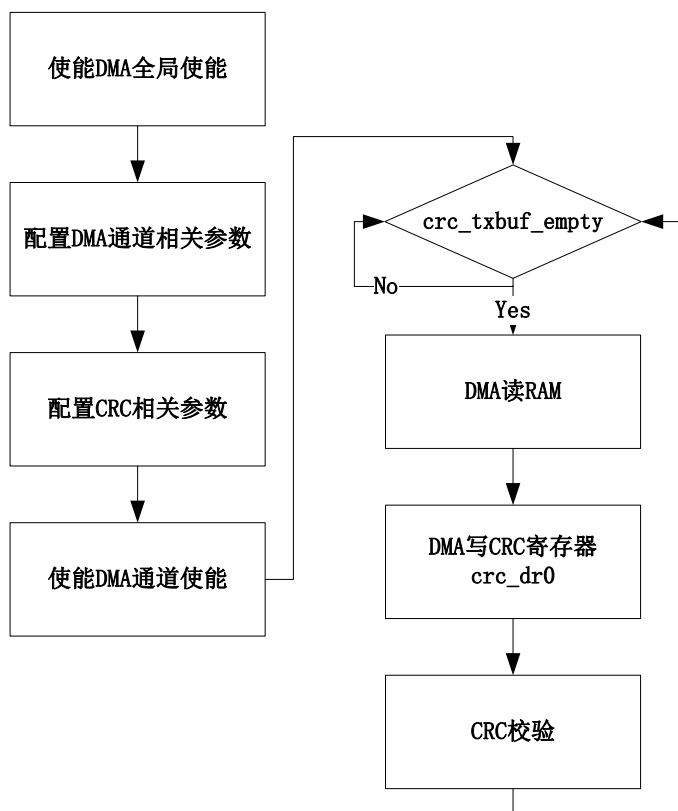 使能DMA全局使能
配置DMA通道相关参数
配置CRC相关参数
使能DMA通道使能
crc_txbuf_empty
No
Yes
DMA读RAM
DMA写CRC寄存器
crc_dr0
CRC校验